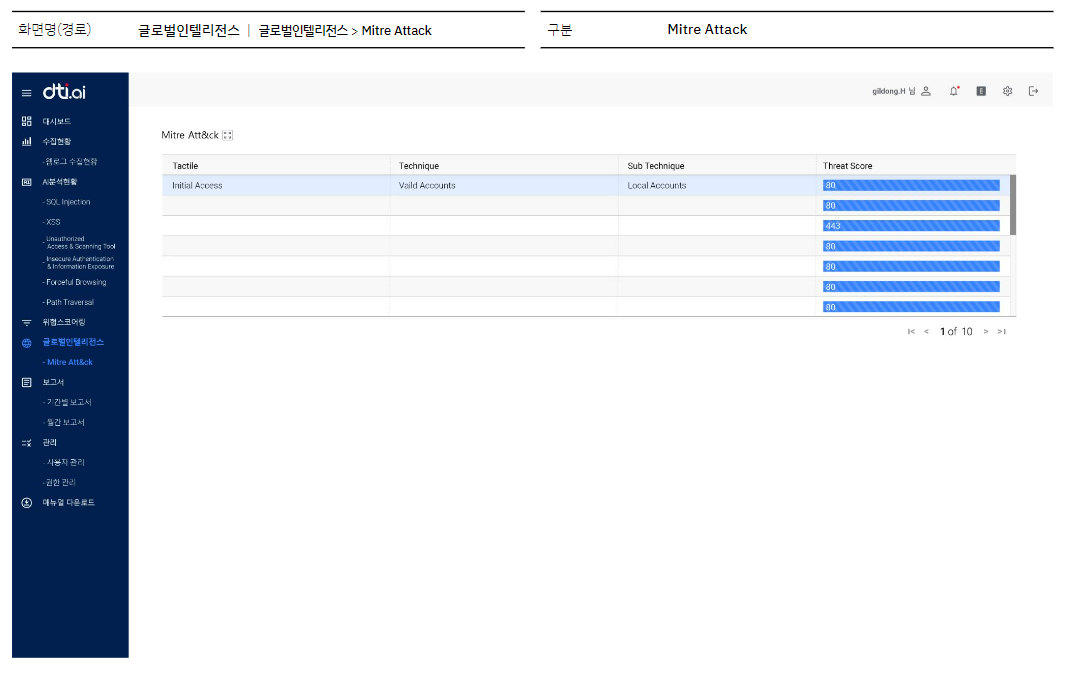 화면명(경로) 글로벌인텔리전스 | 글로벌인텔리전스 > Mitre Attack
구분 Mitre Attack
dti.ai
gildong.H 님
대시보드
수집현황
-웹로그 수집현황
AI분석현황
- SQL Injection
- XSS
- Unauthorized
Access & Scanning Tool
- Insecure Authentication
& Information Exposure
- Forceful Browsing
- Path Traversal
위협스코어링
글로벌인텔리전스
- Mitre Att&ck
보고서
- 기간별 보고서
- 월간 보고서
관리
- 사용자 관리
-권한 관리
매뉴얼 다운로드
Mitre Att&ck
Tactile Technique Sub Technique Threat Score
Initial Access Vaild Accounts Local Accounts 80
80
443
80
80
80
80
|< < 1 of 10 > >|